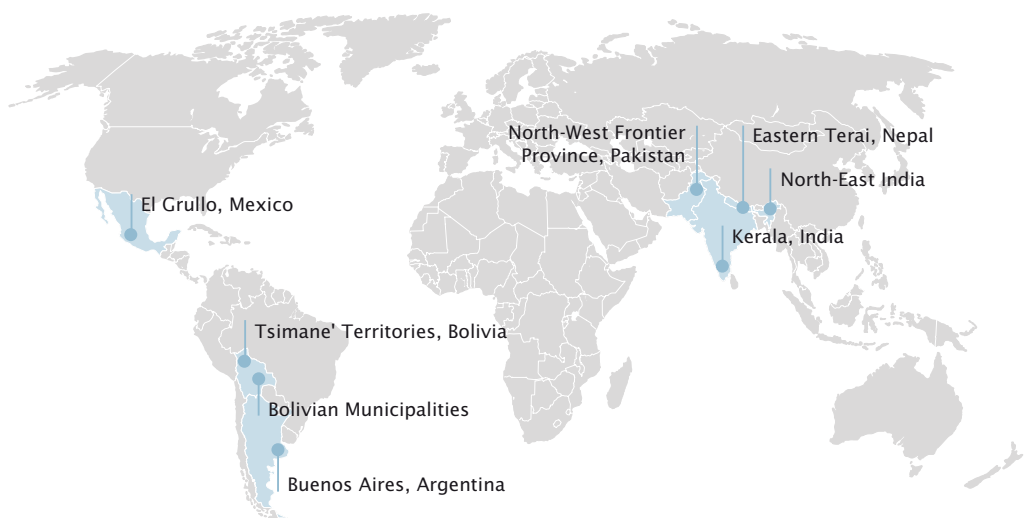 North-West Frontier
Province, Pakistan
Eastern Terai, Nepal
North-East India
El Grullo, Mexico
Kerala, India
Tsimane' Territories, Bolivia
Bolivian Municipalities
Buenos Aires, Argentina